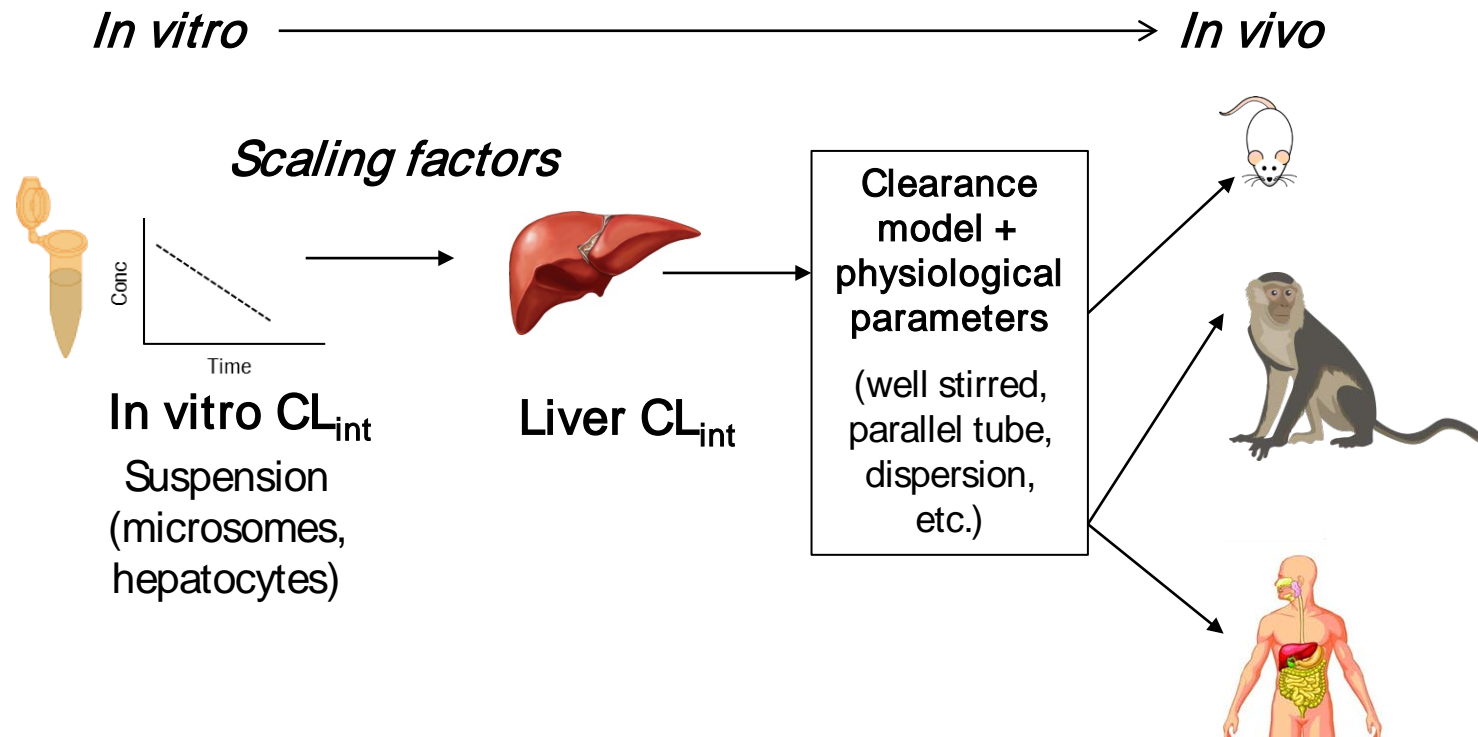 In vitro
In vivo
Scaling factors
Conc
Time
In vitro CLint
Suspension
(microsomes,
hepatocytes)
Liver CLint
Clearance
model +
physiological
parameters
(well stirred,
parallel tube,
dispersion,
etc.)